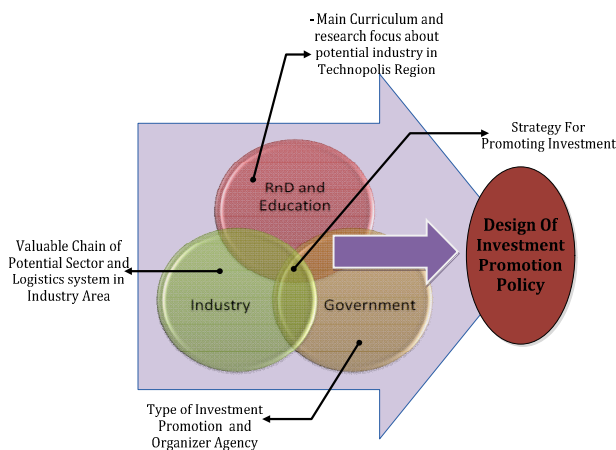 - Main Curriculum and
research focus about
potential industry in
Technopolis Region
Strategy For
Promoting Investment
RnD and
Education
Design Of
Investment
Promotion
Policy
Valuable Chain of
Potential Sector and
Logistics system in
Industry Area
Industry
Government
Type of Investment
Promotion and
Organizer Agency